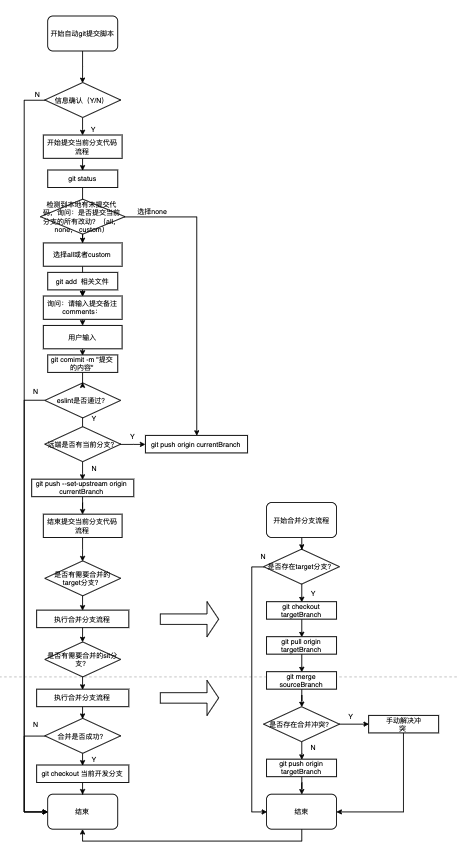 开始自动git提交脚本
N
信息确认（Y/N）
Y
开始提交当前分支代码
流程
git status
检测到本地有未提交代
码，询问：是否提交当前
分支的所有改动？（all,
none，custom）
选择none
选择all或者custom
git add 相关文件
询问：请输入提交备注
comments：
用户输入
git comimit -m "提交
的内容"
N
eslint是否通过？
Y
远端是否有当前分支？
Y
git push origin currentBranch
N
git push --set-upstream origin
currentBranch
结束提交当前分支代码
流程
是否有需要合并的
target分支？
执行合并分支流程
是否有需要合并的sit分
支？
执行合并分支流程
N
合并是否成功？
Y
git checkout 当前开发分支
结束
开始合并分支流程
N
是否存在target分支？
Y
git checkout
targetBranch
git pull origin
targetBranch
git merge
sourceBranch
是否存在合并冲突？
Y
手动解决冲
突
N
git push origin
targetBranch
结束